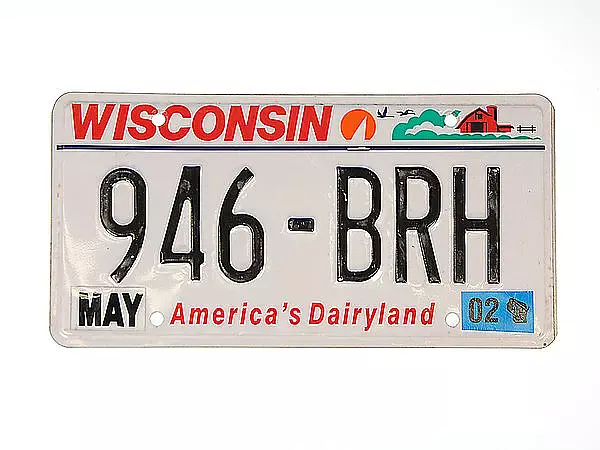 WISCONSIN
946-BRH
MAY America's Dairyland 02